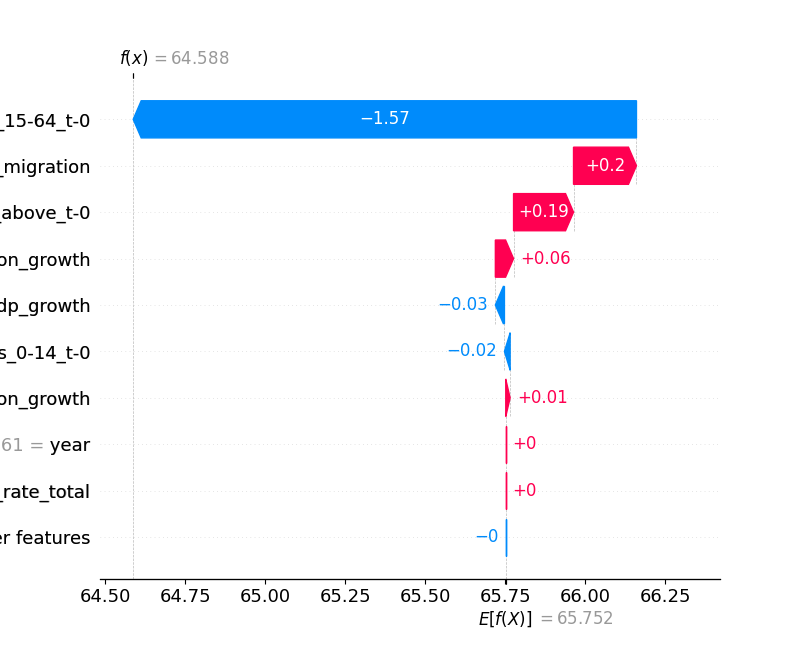 f(x) = 64.588
_15-64_t-0
−1.57
_migration
+0.2
above_t-0
+0.19
on_growth
+0.06
dp_growth
−0.03
s_0-14_t-0
−0.02
on_growth
+0.01
61 = year
+0
_rate_total
+0
er features
−0
64.50 64.75 65.00 65.25 65.50 65.75 66.00 66.25
E[f(X)] = 65.752